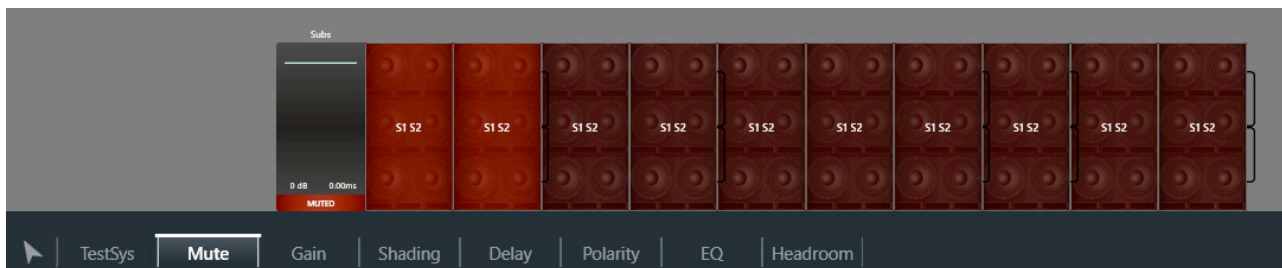 Subs
S1 S2 S1 S2 S1 S2 S1 S2 S1 S2 S1 S2 S1 S2 S1 S2 S1 S2 S1 S2
0 dB 0.00ms
MUTED
TestSys Mute Gain Shading Delay Polarity EQ Headroom